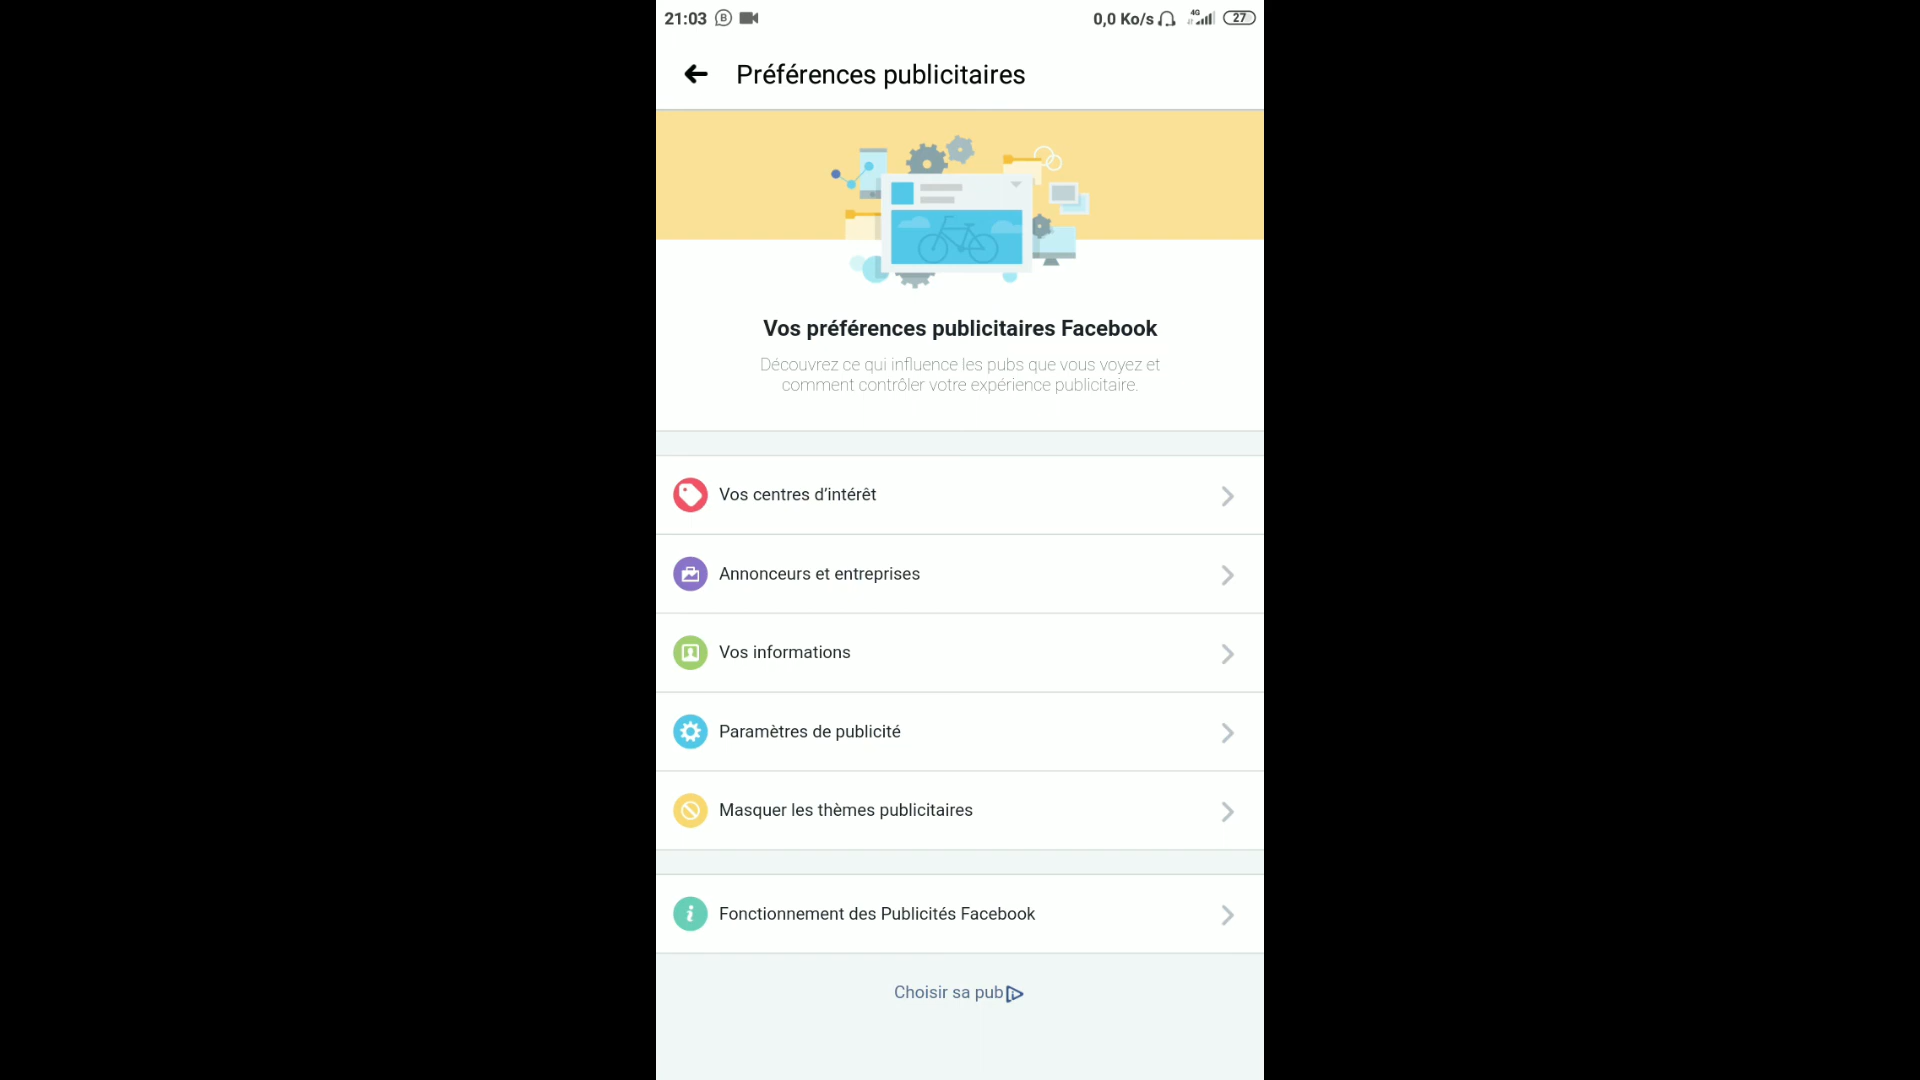 21:03
0,0 Ko/s 4G 27
Préférences publicitaires
Vos préférences publicitaires Facebook
Découvrez ce qui influence les pubs que vous voyez et
comment contrôler votre expérience publicitaire.
Vos centres d'intérêt
Annonceurs et entreprises
Vos informations
Paramètres de publicité
Masquer les thèmes publicitaires
Fonctionnement des Publicités Facebook
Choisir sa pub